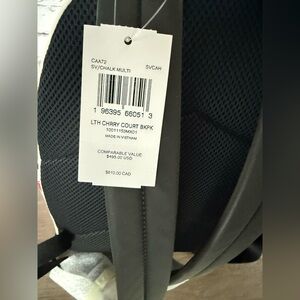 CAA72
SV/CHALK MULTI SVCAH
1 96395 66051 3
LTH CHRRY COURT BKPK
MADE IN VIETNAM
COMPARABLE VALUE
$495.00 USD
$610.00 CAD